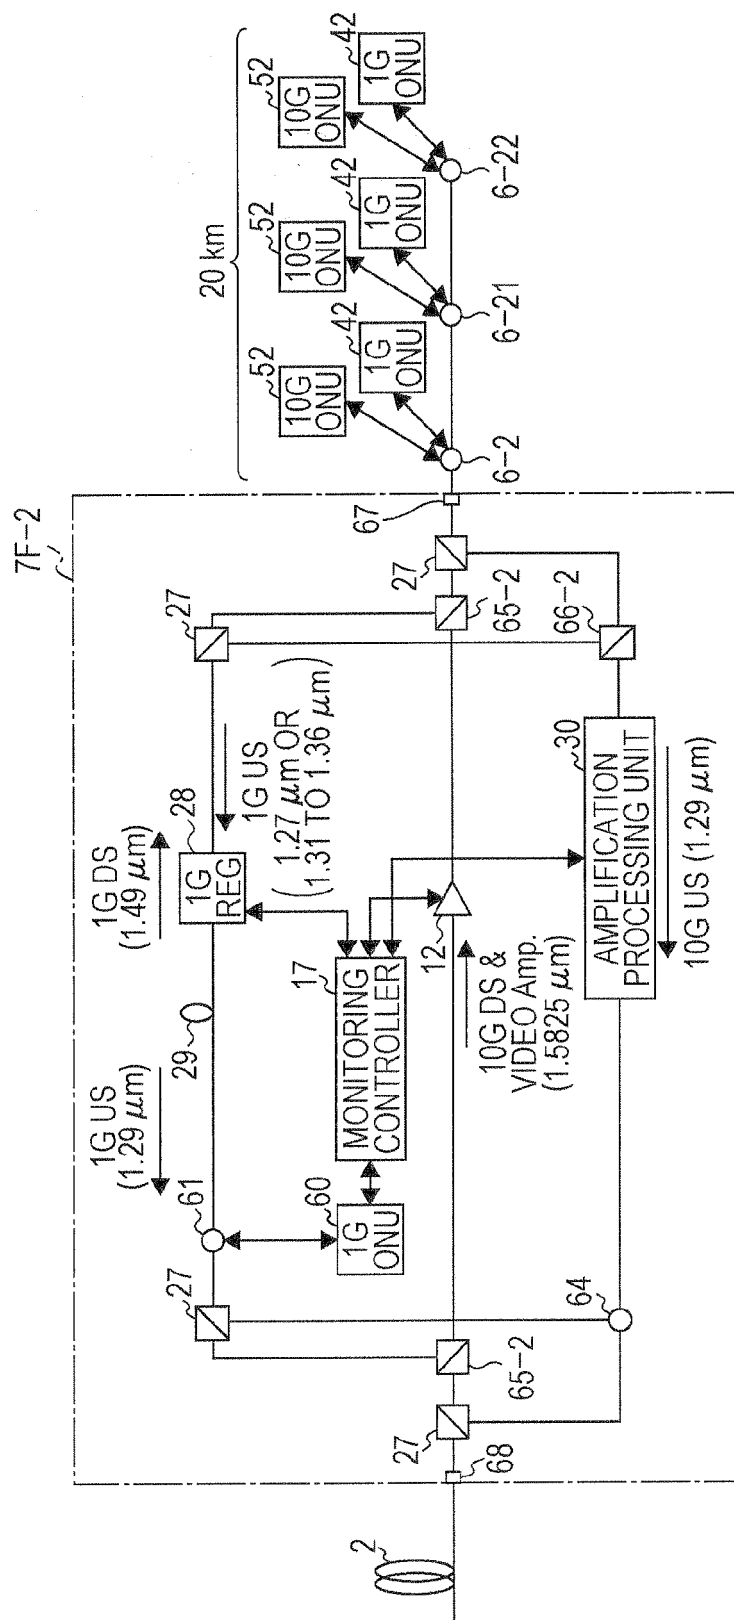 7F-2
20 km
52
10G
ONU
42
1G
ONU
52
10G
ONU
42
1G
ONU
52
10G
ONU
42
1G
ONU
6-2
6-21
6-22
67
27
65-2
66-2
27
1G US
(1.27 µm OR
1.31 TO 1.36 µm)
1G DS
(1.49 µm)
28
1G
REG
29
1G US
(1.29 µm)
61
27
60
1G
ONU
17
MONITORING
CONTROLLER
12
10G DS &
VIDEO Amp.
(1.5825 µm)
30
AMPLIFICATION
PROCESSING UNIT
10G US (1.29 µm)
64
65-2
27
68
2